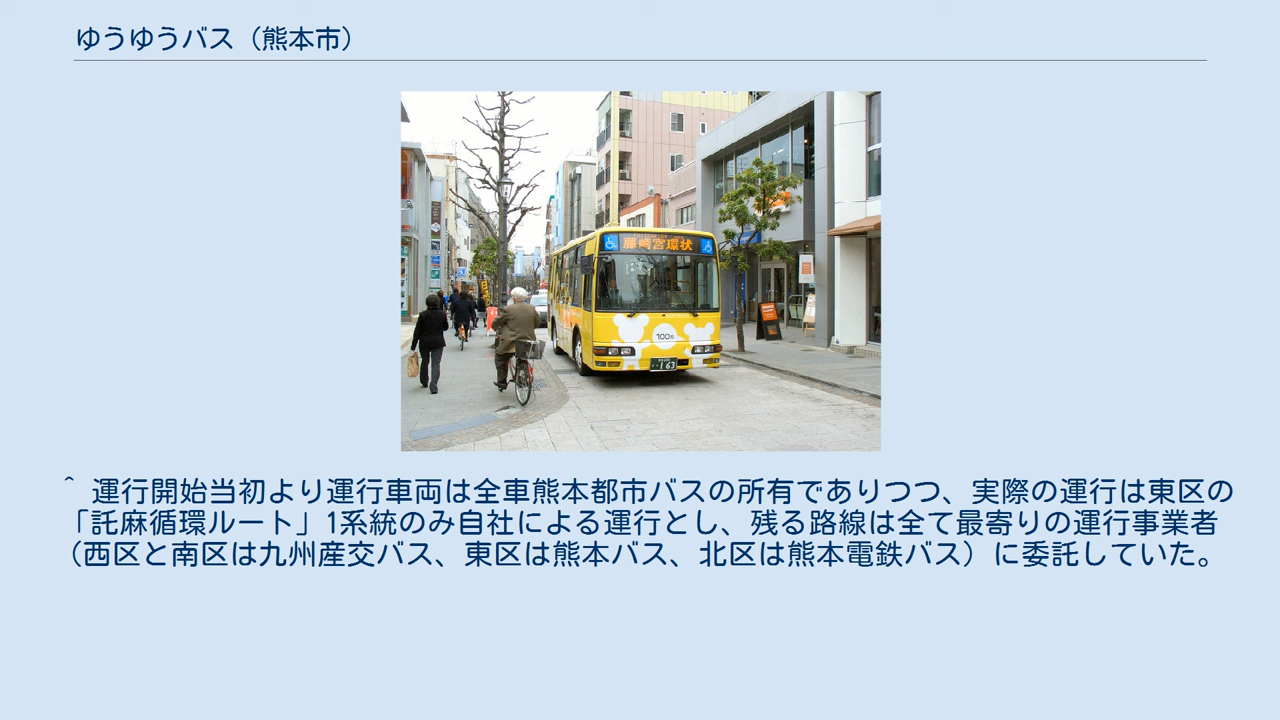 ゆうゆうバス（熊本市）
藤崎宮環状
100円
163
^ 運行開始当初より運行車両は全車熊本都市バスの所有でありつつ、実際の運行は東区の
「託麻循環ルート」1系統のみ自社による運行とし、残る路線は全て最寄りの運行事業者
（西区と南区は九州産交バス、東区は熊本バス、北区は熊本電鉄バス）に委託していた。